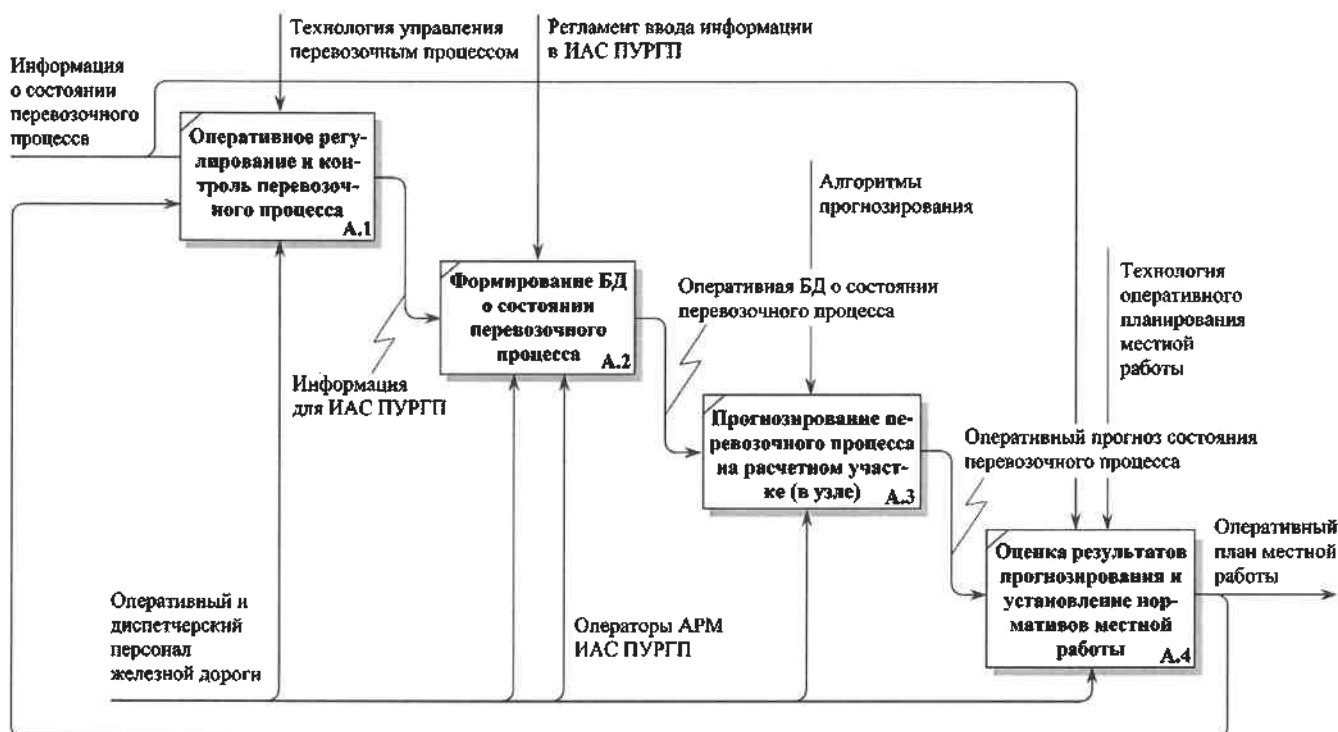 Технология управления
перевозочным процессом
Регламент ввода информации
в ИАС ПУРГП
Информация
о состоянии
перевозочного
процесса
Оперативное регу-
лирование и кон-
троль перевозоч-
ного процесса
А.1
Алгоритмы
прогнозирования
Формирование БД
о состоянии
перевозочного
процесса
А.2
Оперативная БД о состоянии
перевозочного процесса
Технология
оперативного
планирования
местной
работы
Информация
для ИАС ПУРГП
Прогнозирование пе-
ревозочного процесса
на расчетном участ-
ке (в узле)
А.3
Оперативный прогноз состояния
перевозочного процесса
Оценка результатов
прогнозирования и
установление нор-
мативов местной
работы
А.4
Оперативный
план местной
работы
Оперативный и
диспетчерский
персонал
железной дороги
Операторы АРМ
ИАС ПУРГП